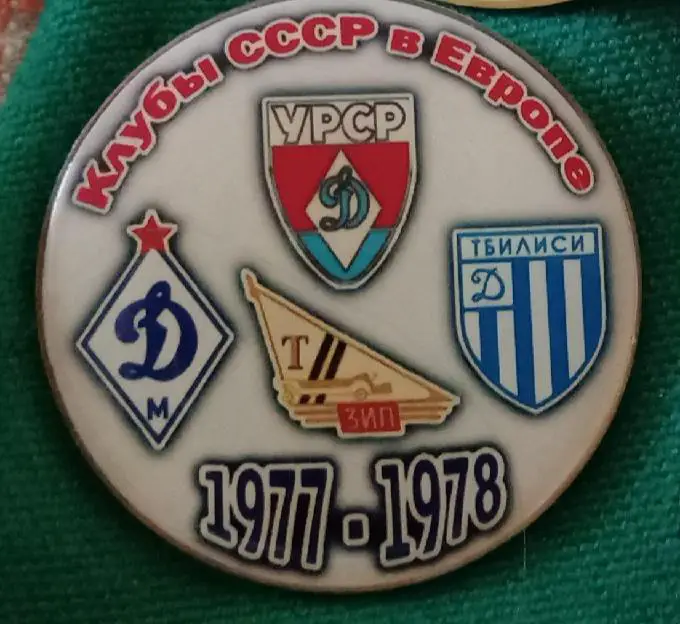 Клубы СССР в Европе
УРСР
Д
ТБИЛИСИ
Д
Д
М
Т
ЗИП
1977-1978